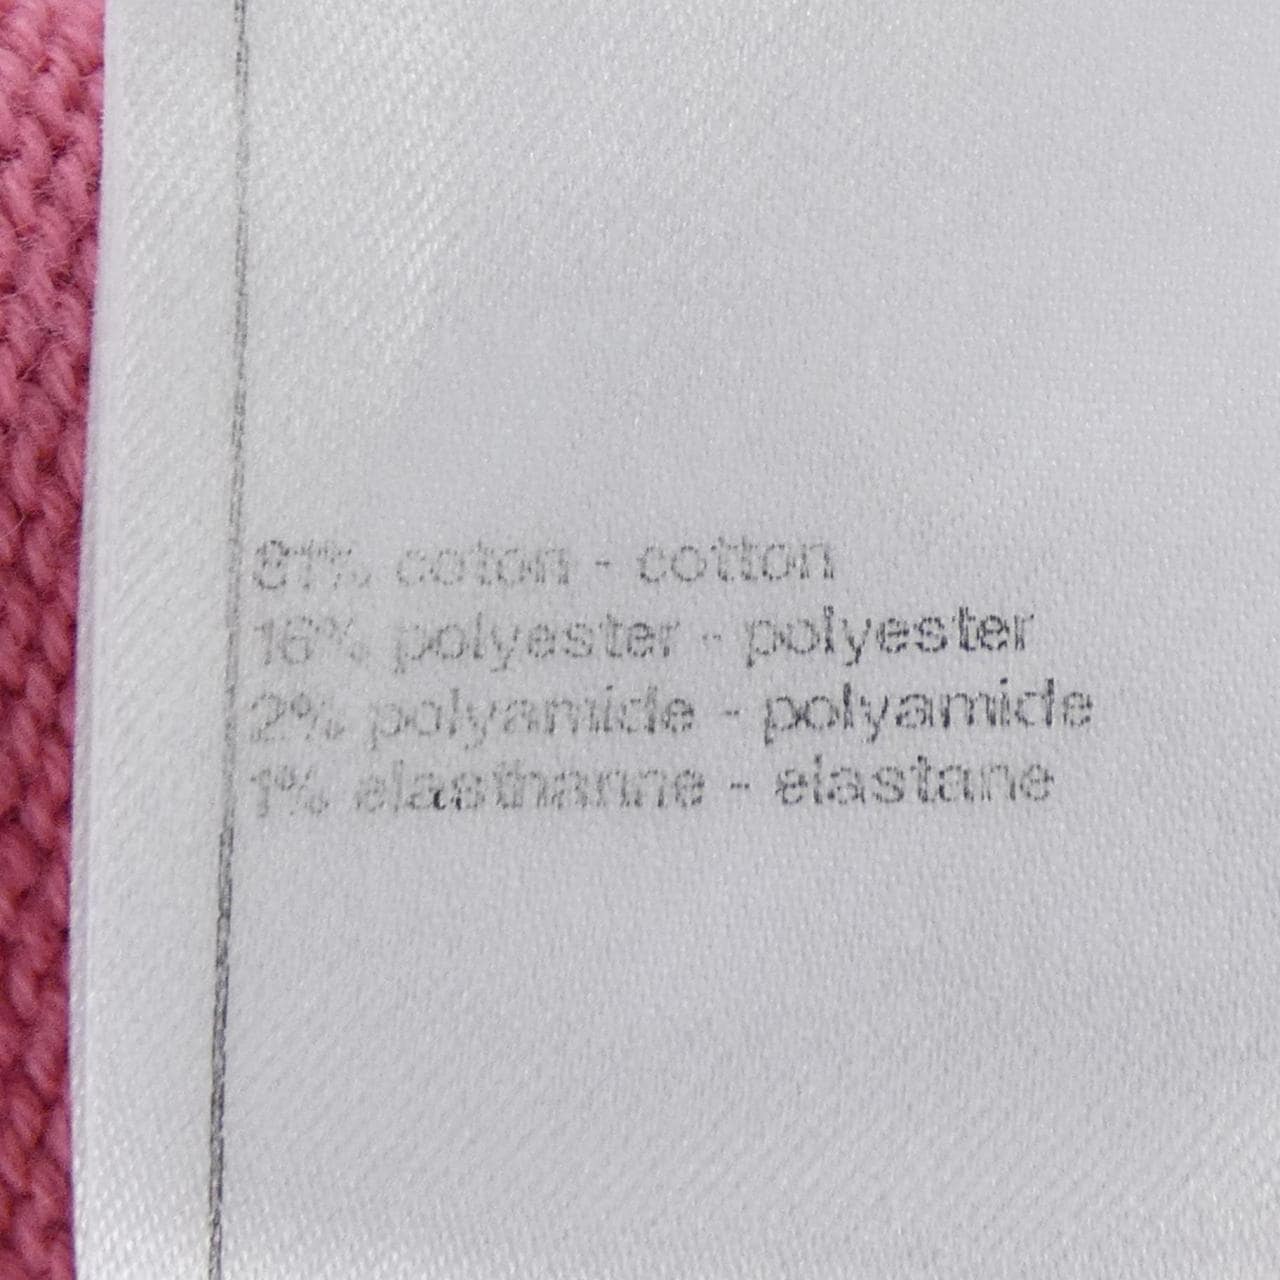 81% coton - cotton
16% polyester - polyester
2% polyamide - polyamide
1% elasthanne - elastane